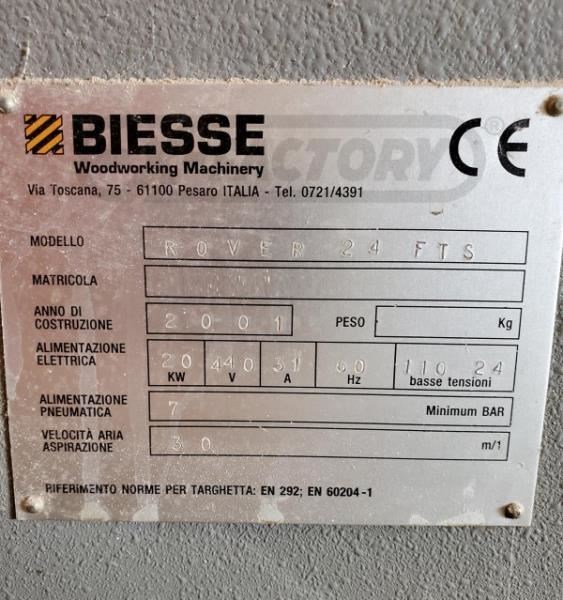 BIESSE
Woodworking Machinery
Via Toscana, 75 - 61100 Pesaro ITALIA - Tel. 0721/4391
CE
MODELLO ROVER 24 FTS
MATRICOLA
ANNO DI COSTRUZIONE 2001 PESO Kg
ALIMENTAZIONE ELETTRICA 20 KW 440 V 31 A 60 Hz 110 24 basse tensioni
ALIMENTAZIONE PNEUMATICA 7 Minimum BAR
VELOCITÀ ARIA ASPIRAZIONE 30 m/1
RIFERIMENTO NORME PER TARGHETTA: EN 292; EN 60204-1